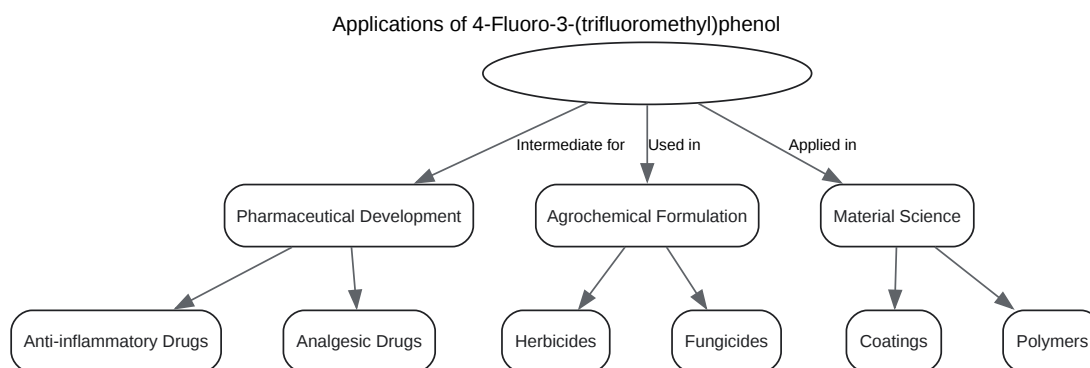 Applications of 4-Fluoro-3-(trifluoromethyl)phenol
Intermediate for
Used in
Applied in
Pharmaceutical Development
Agrochemical Formulation
Material Science
Anti-inflammatory Drugs
Analgesic Drugs
Herbicides
Fungicides
Coatings
Polymers